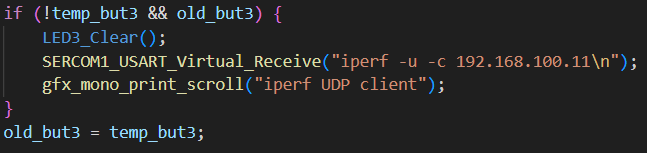 if (!temp_but3 && old_but3) {
    LED3_Clear();
    SERCOM1_USART_Virtual_Receive("iperf -u -c 192.168.100.11\n");
    gfx_mono_print_scroll("iperf UDP client");
}
old_but3 = temp_but3;